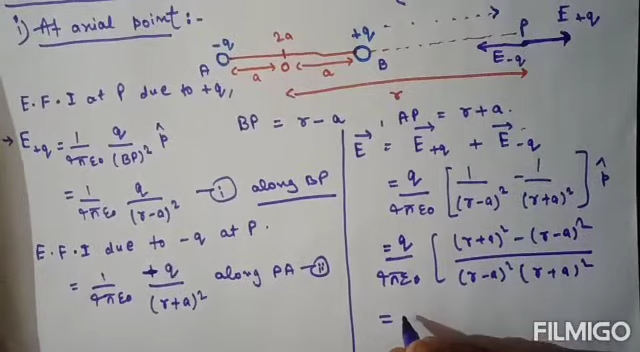 i) At axial point:-
-q 2a +q P E+q
A a O a B E-q
r
E.F.I at P due to +q,
BP = r-a , AP = r+a.
→ E+q = 1/4πε0 q/(BP)² p̂
= 1/4πε0 q/(r-a)² —(i) along BP
E.F.I due to -q at P.
= 1/4πε0 +q/(r+a)² along PA —(ii)
E⃗ = E⃗+q + E⃗-q
= q/4πε0 [ 1/(r-a)² - 1/(r+a)² ] p̂
= q/4πε0 [ (r+a)² - (r-a)² / (r-a)² (r+a)²
=
FILMIGO